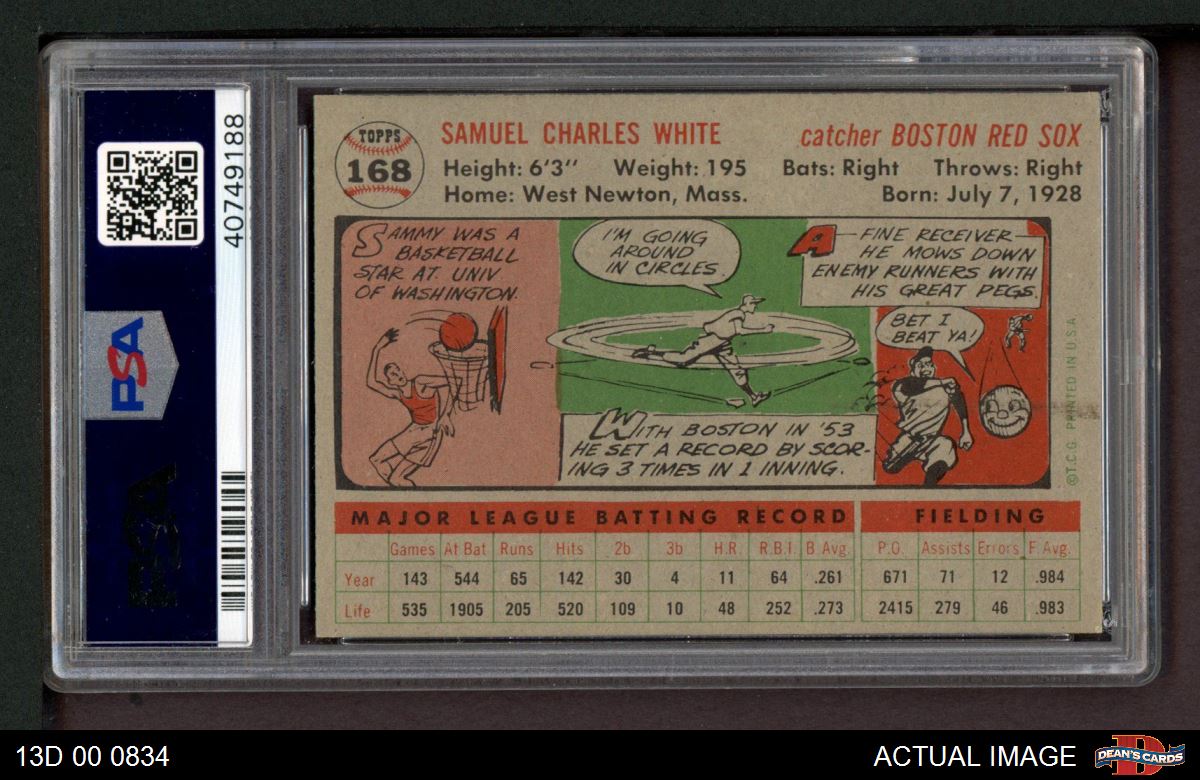 40749188
PSA
PSA
TOPPS
168
SAMUEL CHARLES WHITE catcher BOSTON RED SOX
Height: 6'3" Weight: 195 Bats: Right Throws: Right
Home: West Newton, Mass. Born: July 7, 1928
SAMMY WAS A
BASKETBALL
STAR AT UNIV
OF WASHINGTON.
I'M GOING
AROUND
IN CIRCLES
WITH BOSTON IN '53
HE SET A RECORD BY SCOR-
ING 3 TIMES IN 1 INNING.
A FINE RECEIVER
HE MOWS DOWN
ENEMY RUNNERS WITH
HIS GREAT PEGS.
BET I
BEAT YA!
©T.C.G. PRINTED IN U.S.A.
MAJOR LEAGUE BATTING RECORD FIELDING
Games At Bat Runs Hits 2b 3b H.R. R.B.I. B Avg. P.O. Assists Errors F. Avg.
Year 143 544 65 142 30 4 11 64 .261 671 71 12 .984
Life 535 1905 205 520 109 10 48 252 .273 2415 279 46 .983
13D 00 0834 ACTUAL IMAGE
D
DEAN'S CARDS